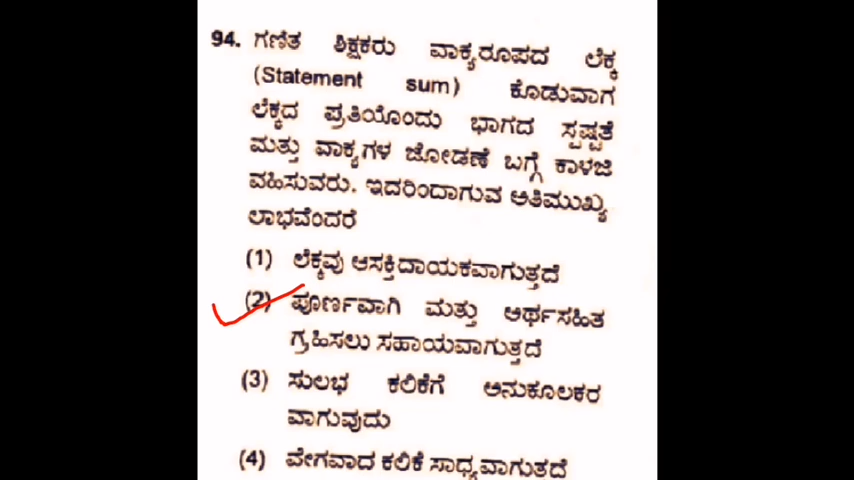 94. ಗಣಿತ ಶಿಕ್ಷಕರು ವಾಕ್ಯರೂಪದ ಲೆಕ್ಕ
(Statement sum) ಕೊಡುವಾಗ
ಲೆಕ್ಕದ ಪ್ರತಿಯೊಂದು ಭಾಗದ ಸ್ಪಷ್ಟತೆ
ಮತ್ತು ವಾಕ್ಯಗಳ ಜೋಡಣೆ ಬಗ್ಗೆ ಕಾಳಜಿ
ವಹಿಸುವರು. ಇದರಿಂದಾಗುವ ಅತಿಮುಖ್ಯ
ಲಾಭವೆಂದರೆ
(1) ಲೆಕ್ಕವು ಆಸಕ್ತಿದಾಯಕವಾಗುತ್ತದೆ
(2) ಪೂರ್ಣವಾಗಿ ಮತ್ತು ಅರ್ಥಸಹಿತ
ಗ್ರಹಿಸಲು ಸಹಾಯವಾಗುತ್ತದೆ
(3) ಸುಲಭ ಕಲಿಕೆಗೆ ಅನುಕೂಲಕರ
ವಾಗುವುದು
(4) ವೇಗವಾದ ಕಲಿಕೆ ಸಾಧ್ಯವಾಗುತದೆ